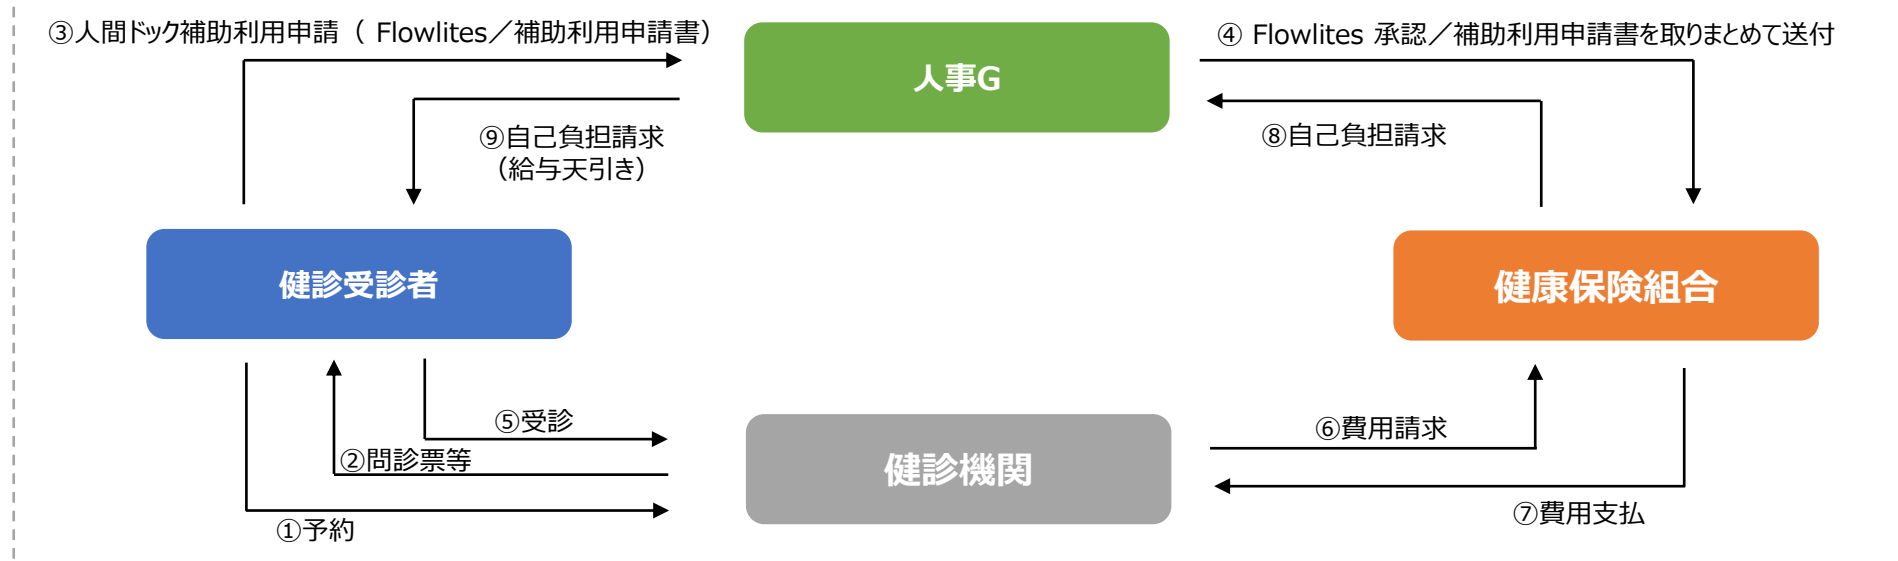 ③人間ドック補助利用申請（ Flowlites／補助利用申請書）
人事G
④ Flowlites 承認／補助利用申請書を取りまとめて送付
⑨自己負担請求
（給与天引き）
⑧自己負担請求
健診受診者
健康保険組合
⑤受診
②問診票等
①予約
健診機関
⑥費用請求
⑦費用支払